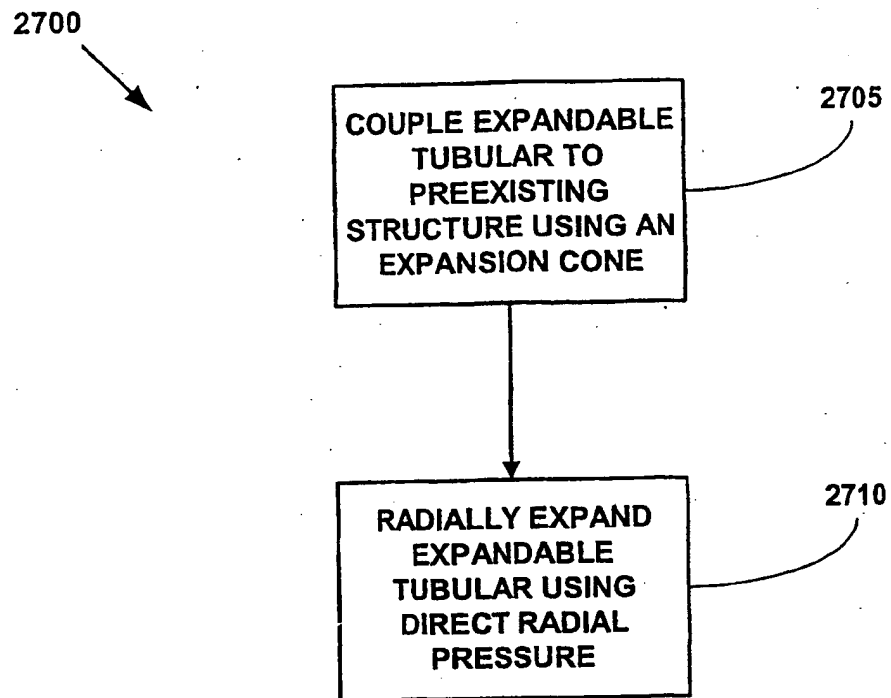 2700
COUPLE EXPANDABLE
TUBULAR TO
PREEXISTING
STRUCTURE USING AN
EXPANSION CONE
2705
RADIALLY EXPAND
EXPANDABLE
TUBULAR USING
DIRECT RADIAL
PRESSURE
2710